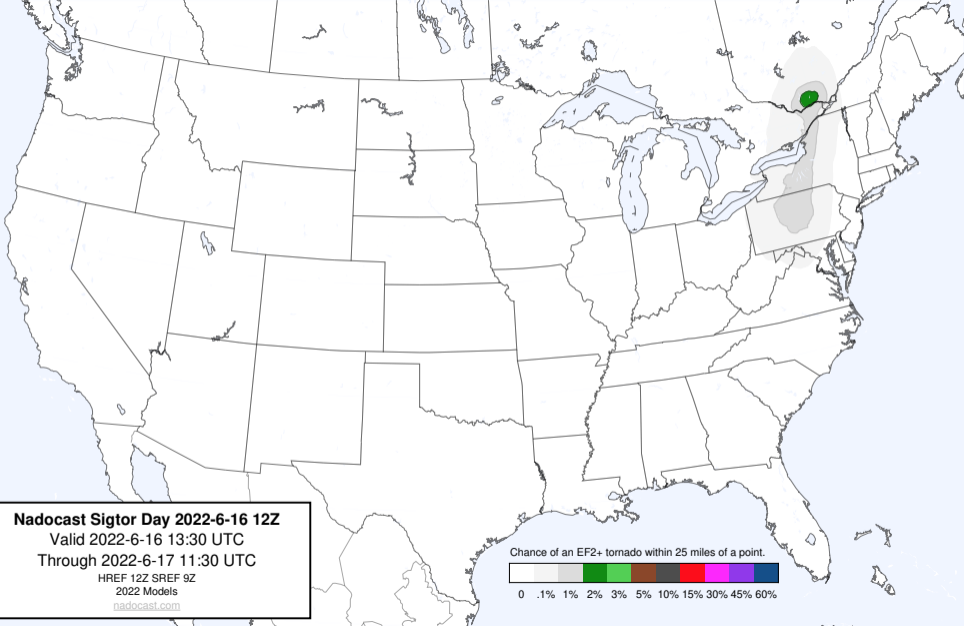 Nadocast Sigtor Day 2022-6-16 12Z
Valid 2022-6-16 13:30 UTC
Through 2022-6-17 11:30 UTC
HREF 12Z SREF 9Z
2022 Models
nadocast.com
Chance of an EF2+ tornado within 25 miles of a point.
0 .1% 1% 2% 3% 5% 10% 15% 30% 45% 60%